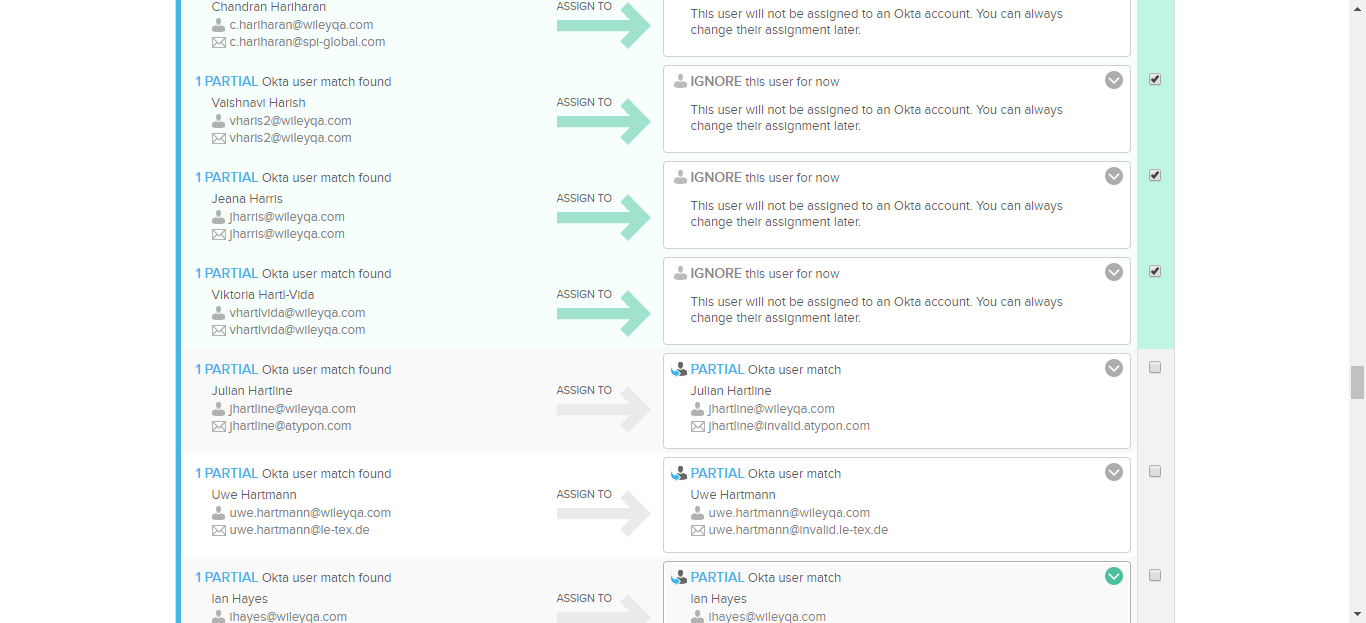 Chandran Hariharan
c.hariharan@wileyqa.com
c.hariharan@spi-global.com
ASSIGN TO
This user will not be assigned to an Okta account. You can always
change their assignment later.
1 PARTIAL Okta user match found
Vaishnavi Harish
vharis2@wileyqa.com
vharis2@wileyqa.com
ASSIGN TO
IGNORE this user for now
This user will not be assigned to an Okta account. You can always
change their assignment later.
1 PARTIAL Okta user match found
Jeana Harris
jharris@wileyqa.com
jharris@wileyqa.com
ASSIGN TO
IGNORE this user for now
This user will not be assigned to an Okta account. You can always
change their assignment later.
1 PARTIAL Okta user match found
Viktoria Hartl-Vida
vhartlvida@wileyqa.com
vhartlvida@wileyqa.com
ASSIGN TO
IGNORE this user for now
This user will not be assigned to an Okta account. You can always
change their assignment later.
1 PARTIAL Okta user match found
Julian Hartline
jhartline@wileyqa.com
jhartline@atypon.com
ASSIGN TO
PARTIAL Okta user match
Julian Hartline
jhartline@wileyqa.com
jhartline@invalid.atypon.com
1 PARTIAL Okta user match found
Uwe Hartmann
uwe.hartmann@wileyqa.com
uwe.hartmann@le-tex.de
ASSIGN TO
PARTIAL Okta user match
Uwe Hartmann
uwe.hartmann@wileyqa.com
uwe.hartmann@invalid.le-tex.de
1 PARTIAL Okta user match found
Ian Hayes
ihayes@wileyqa.com
ASSIGN TO
PARTIAL Okta user match
Ian Hayes
ihayes@wileyqa.com